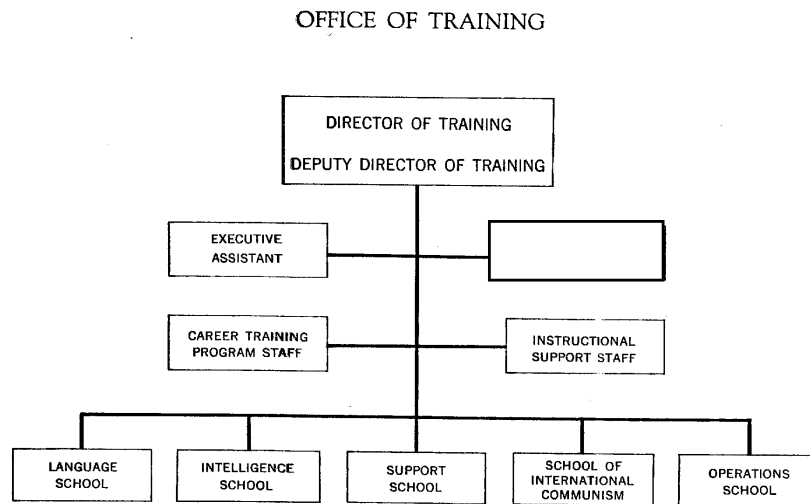 OFFICE OF TRAINING
DIRECTOR OF TRAINING
DEPUTY DIRECTOR OF TRAINING
EXECUTIVE
ASSISTANT
CAREER TRAINING
PROGRAM STAFF
INSTRUCTIONAL
SUPPORT STAFF
LANGUAGE
SCHOOL
INTELLIGENCE
SCHOOL
SUPPORT
SCHOOL
SCHOOL OF
INTERNATIONAL
COMMUNISM
OPERATIONS
SCHOOL